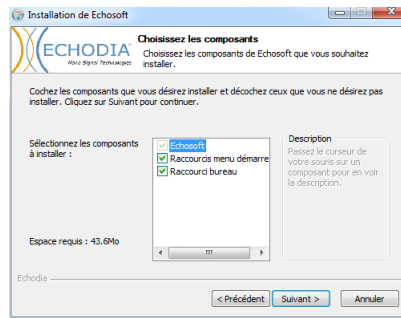 Installation de Echosoft
ECHODIA
Choisissez les composants
Choisissez les composants de Echosoft que vous souhaitez
installer.
Cochez les composants que vous désirez installer et décochez ceux que vous ne désirez pas
installer. Cliquez sur Suivant pour continuer.
Sélectionnez les composants
à installer :
Echosoft
Raccourcis menu démarre
Raccourci bureau
Description
Passez le curseur de
votre souris sur un
composant pour en voir
la description.
Espace requis : 43.6Mo
Echodia
< Précédent
Suivant >
Annuler